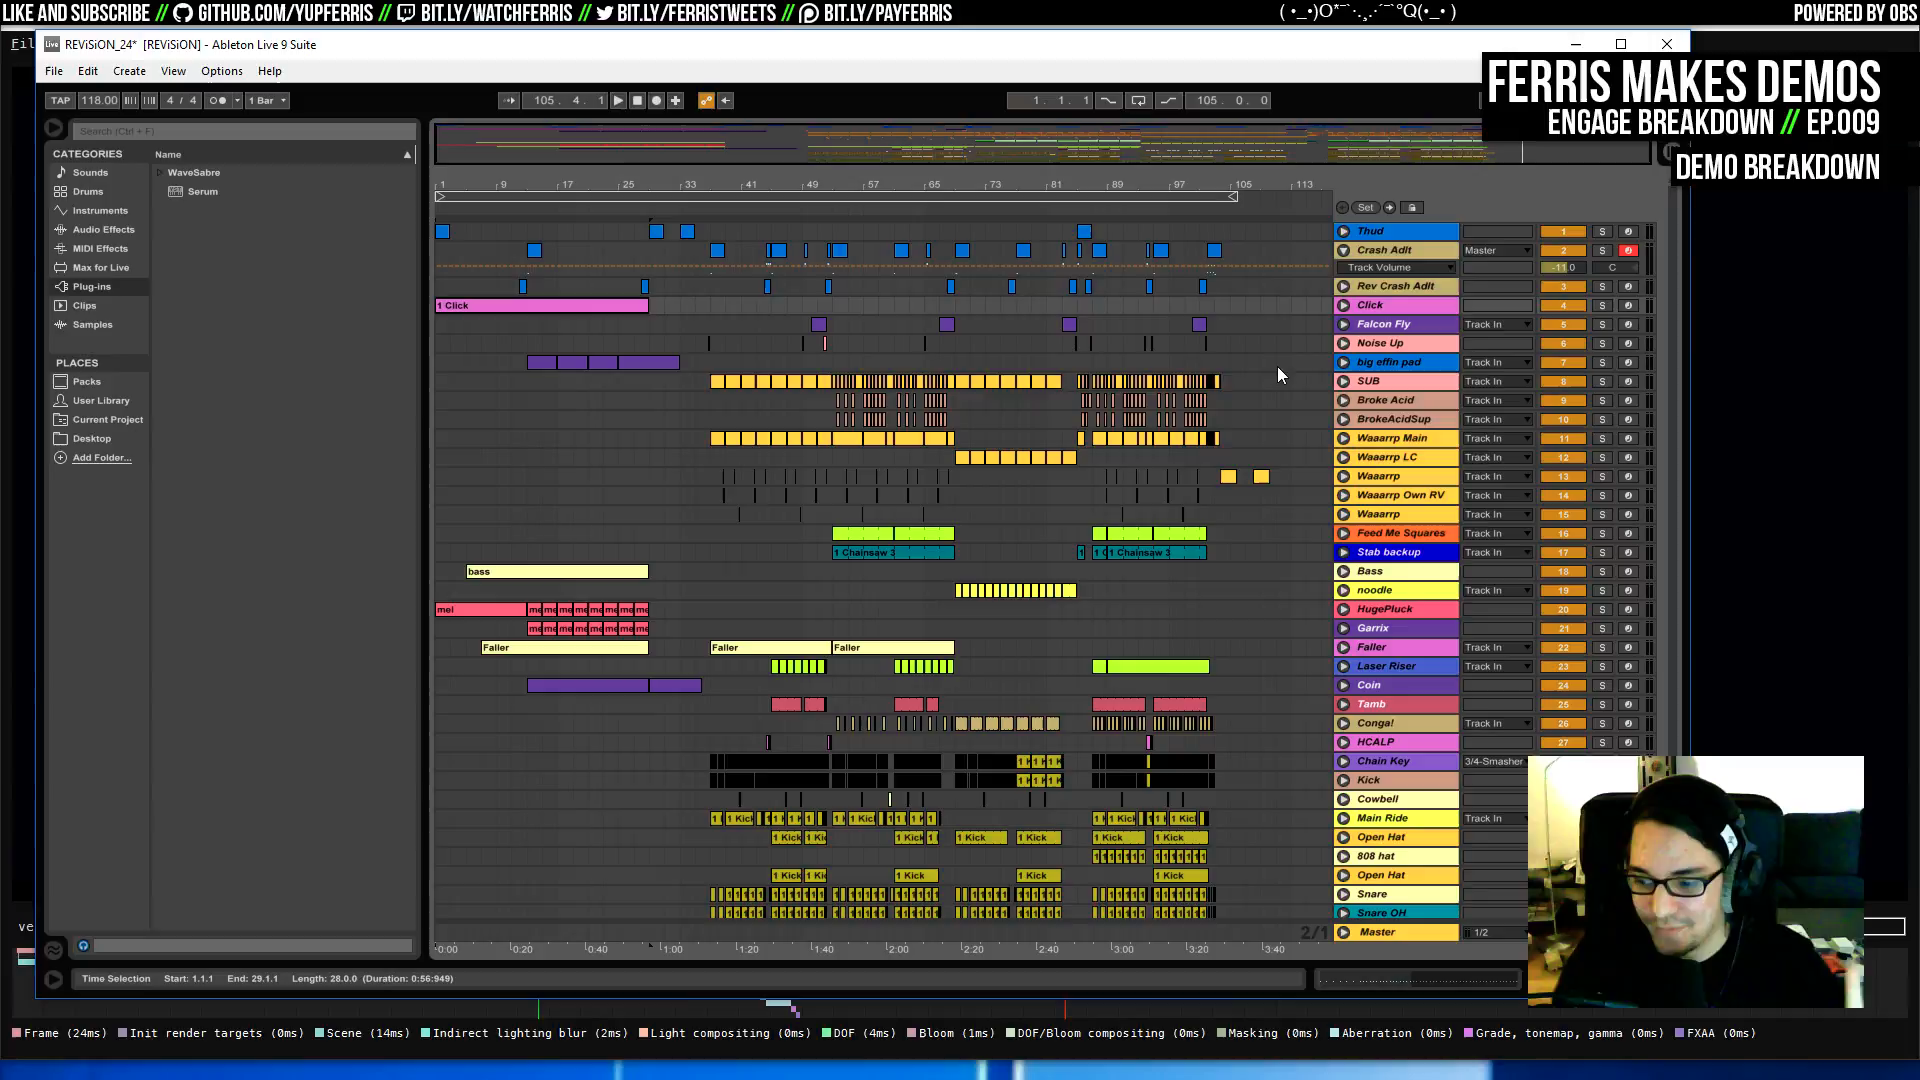 LIKE AND SUBSCRIBE // GITHUB.COM/YUPFERRIS // BIT.LY/WATCHFERRIS // BIT.LY/FERRISTWEETS // BIT.LY/PAYFERRIS
POWERED BY OBS
REViSiON_24* [REViSiON] - Ableton Live 9 Suite
File Edit Create View Options Help
FERRIS MAKES DEMOS
ENGAGE BREAKDOWN // EP.009
DEMO BREAKDOWN
TAP 118.00 4 / 4 1 Bar 105. 4. 1 1. 1. 1 105. 0. 0
Search (Ctrl + F)
CATEGORIES
Sounds
Drums
Instruments
Audio Effects
MIDI Effects
Max for Live
Plug-ins
Clips
Samples
PLACES
Packs
User Library
Current Project
Desktop
Add Folder...
Name
WaveSabre
Serum
1 9 17 25 33 41 49 57 65 73 81 89 97 105 113
Set
Thud 1 S
Crash Adlt Master 2 S
Track Volume -11.0 C
Rev Crash Adlt 3 S
1 Click
Click 4 S
Falcon Fly Track In 5 S
Noise Up 6 S
big effin pad Track In 7 S
SUB Track In 8 S
Broke Acid Track In 9 S
BrokeAcidSup Track In 10 S
Waaarrp Main Track In 11 S
Waaarrp LC Track In 12 S
Waaarrp Track In 13 S
Waaarrp Own RV Track In 14 S
Waaarrp Track In 15 S
Feed Me Squares Track In 16 S
1 Chainsaw 3 1 1 Chainsaw 3
Stab backup Track In 17 S
bass
Bass 18 S
noodle Track In 19 S
mel me me me me me me me me
HugePluck 20 S
me me me me me me me me
Garrix 21 S
Faller Faller Faller
Faller Track In 22 S
Laser Riser Track In 23 S
Coin 24 S
Tamb 25 S
Conga! Track In 26 S
HCALP 27 S
Chain Key 3/4-Smasher
Kick
Cowbell
Main Ride Track In
Open Hat
808 hat
Open Hat
Snare
Snare OH
Master 1/2
2/1
0:00 0:20 0:40 1:00 1:20 1:40 2:00 2:20 2:40 3:00 3:20 3:40
Time Selection Start: 1.1.1 End: 29.1.1 Length: 28.0.0 (Duration: 0:56:949)
Frame (24ms) Init render targets (0ms) Scene (14ms) Indirect lighting blur (2ms) Light compositing (0ms) DOF (4ms) Bloom (1ms) DOF/Bloom compositing (0ms) Masking (0ms) Aberration (0ms) Grade, tonemap, gamma (0ms) FXAA (0ms)